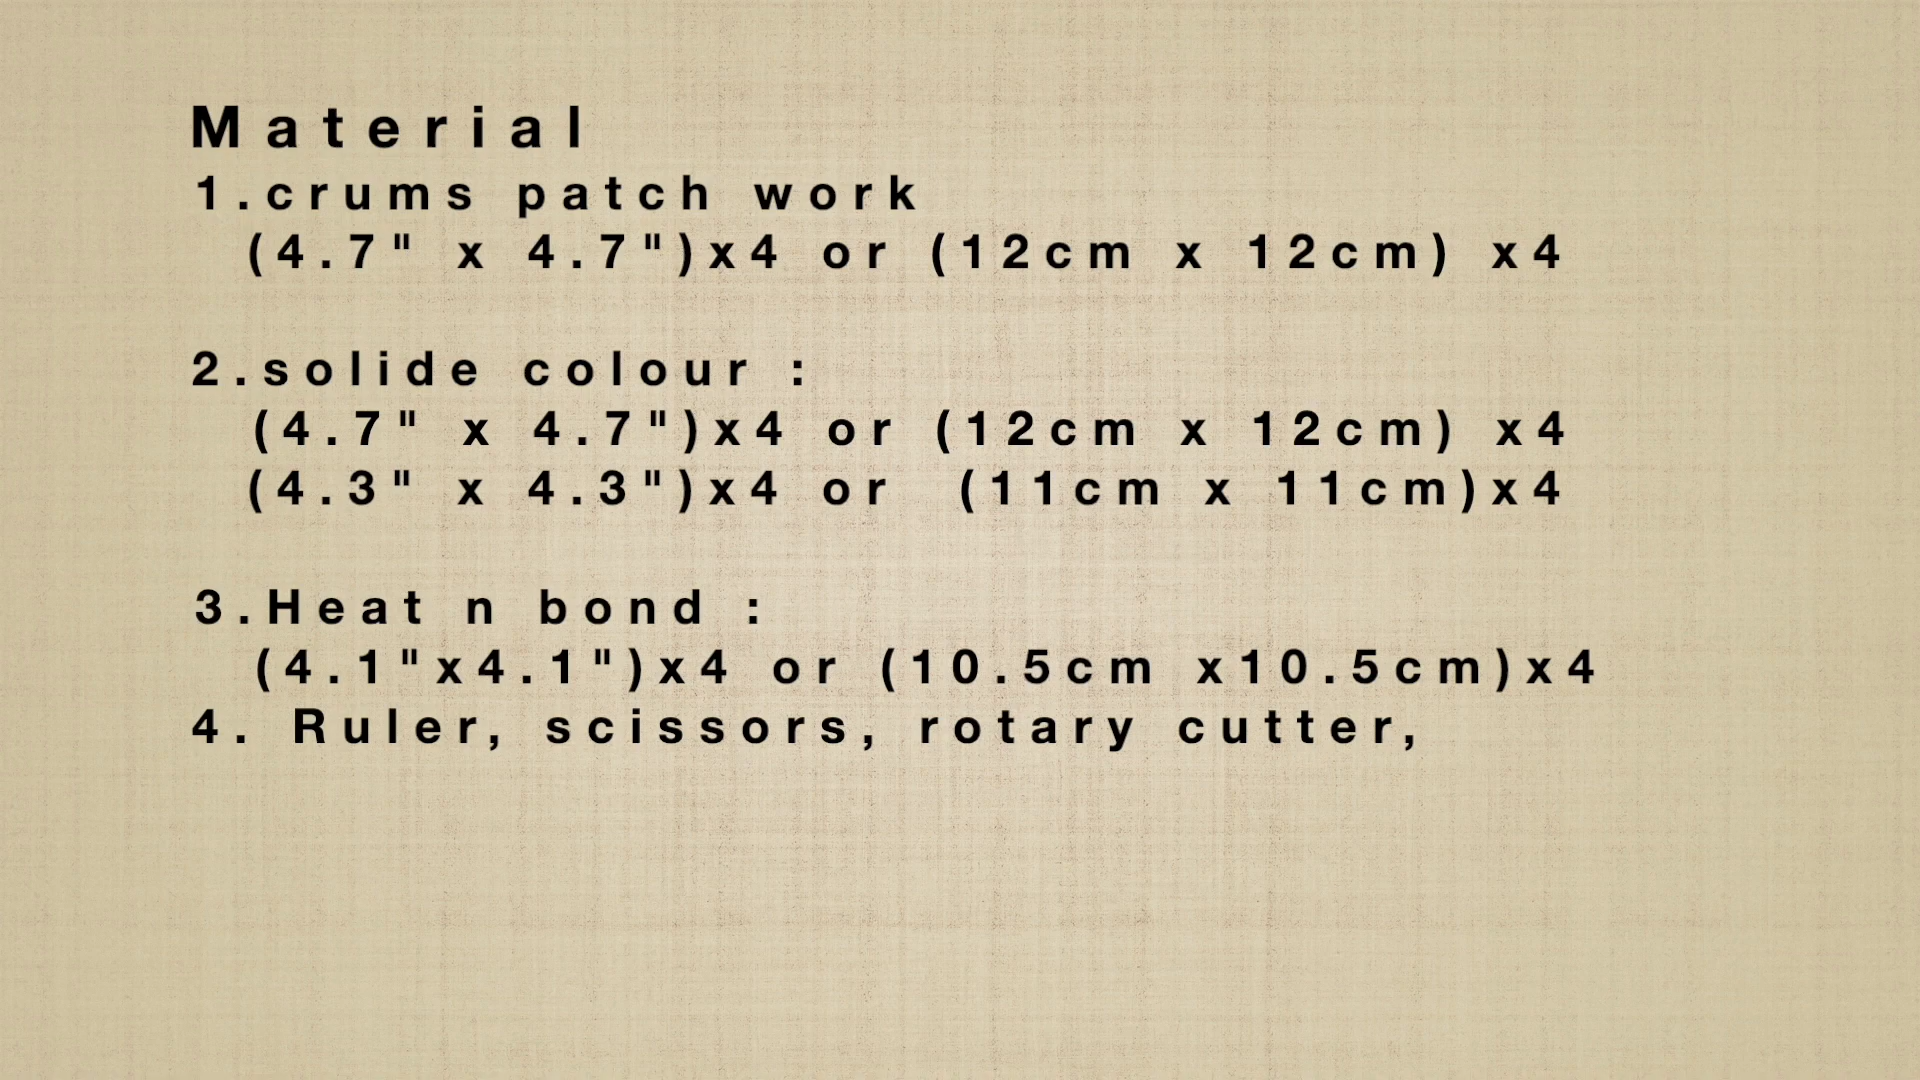 Material
1.crums patch work
(4.7" x 4.7")x4 or (12cm x 12cm) x4
2.solide colour :
(4.7" x 4.7")x4 or (12cm x 12cm) x4
(4.3" x 4.3")x4 or (11cm x 11cm)x4
3.Heat n bond :
(4.1"x4.1")x4 or (10.5cm x10.5cm)x4
4. Ruler, scissors, rotary cutter,